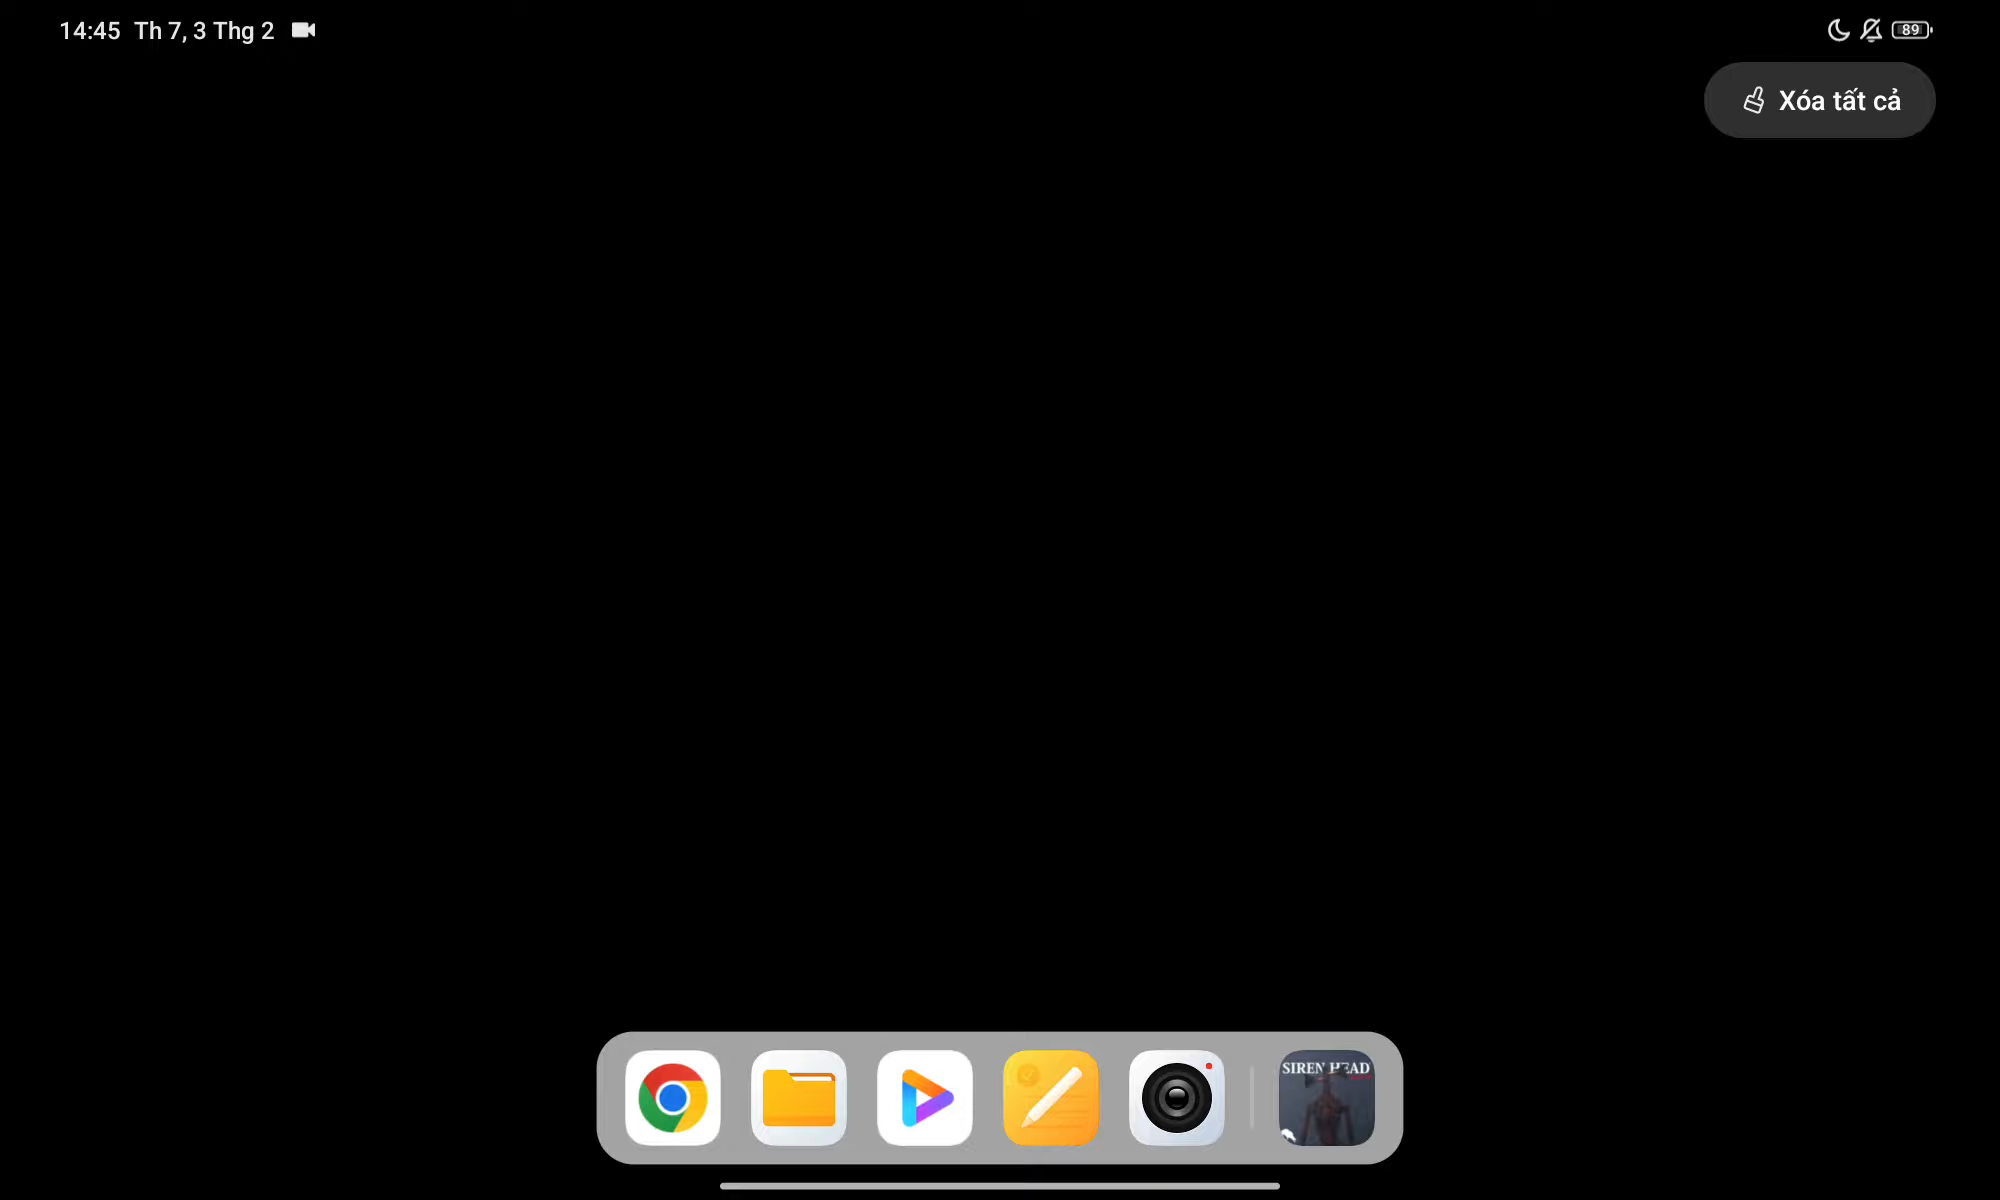 14:45 Th 7, 3 Thg 2
89
Xóa tất cả
SIREN HEAD